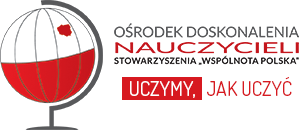 OŚRODEK DOSKONALENIA
NAUCZYCIELI
STOWARZYSZENIA „WSPÓLNOTA POLSKA"
UCZYMY, JAK UCZYĆ